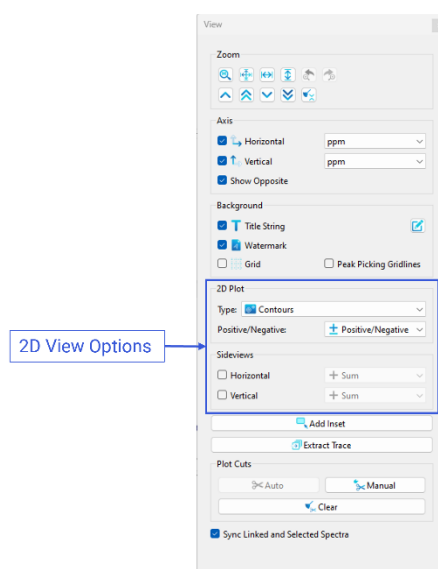 View
Zoom
Axis
Horizontal ppm
Vertical ppm
Show Opposite
Background
Title String
Watermark
Grid Peak Picking Gridlines
2D Plot
Type: Contours
Positive/Negative: Positive/Negative
2D View Options
Sideviews
Horizontal + Sum
Vertical + Sum
Add Inset
Extract Trace
Plot Cuts
Auto Manual
Clear
Sync Linked and Selected Spectra